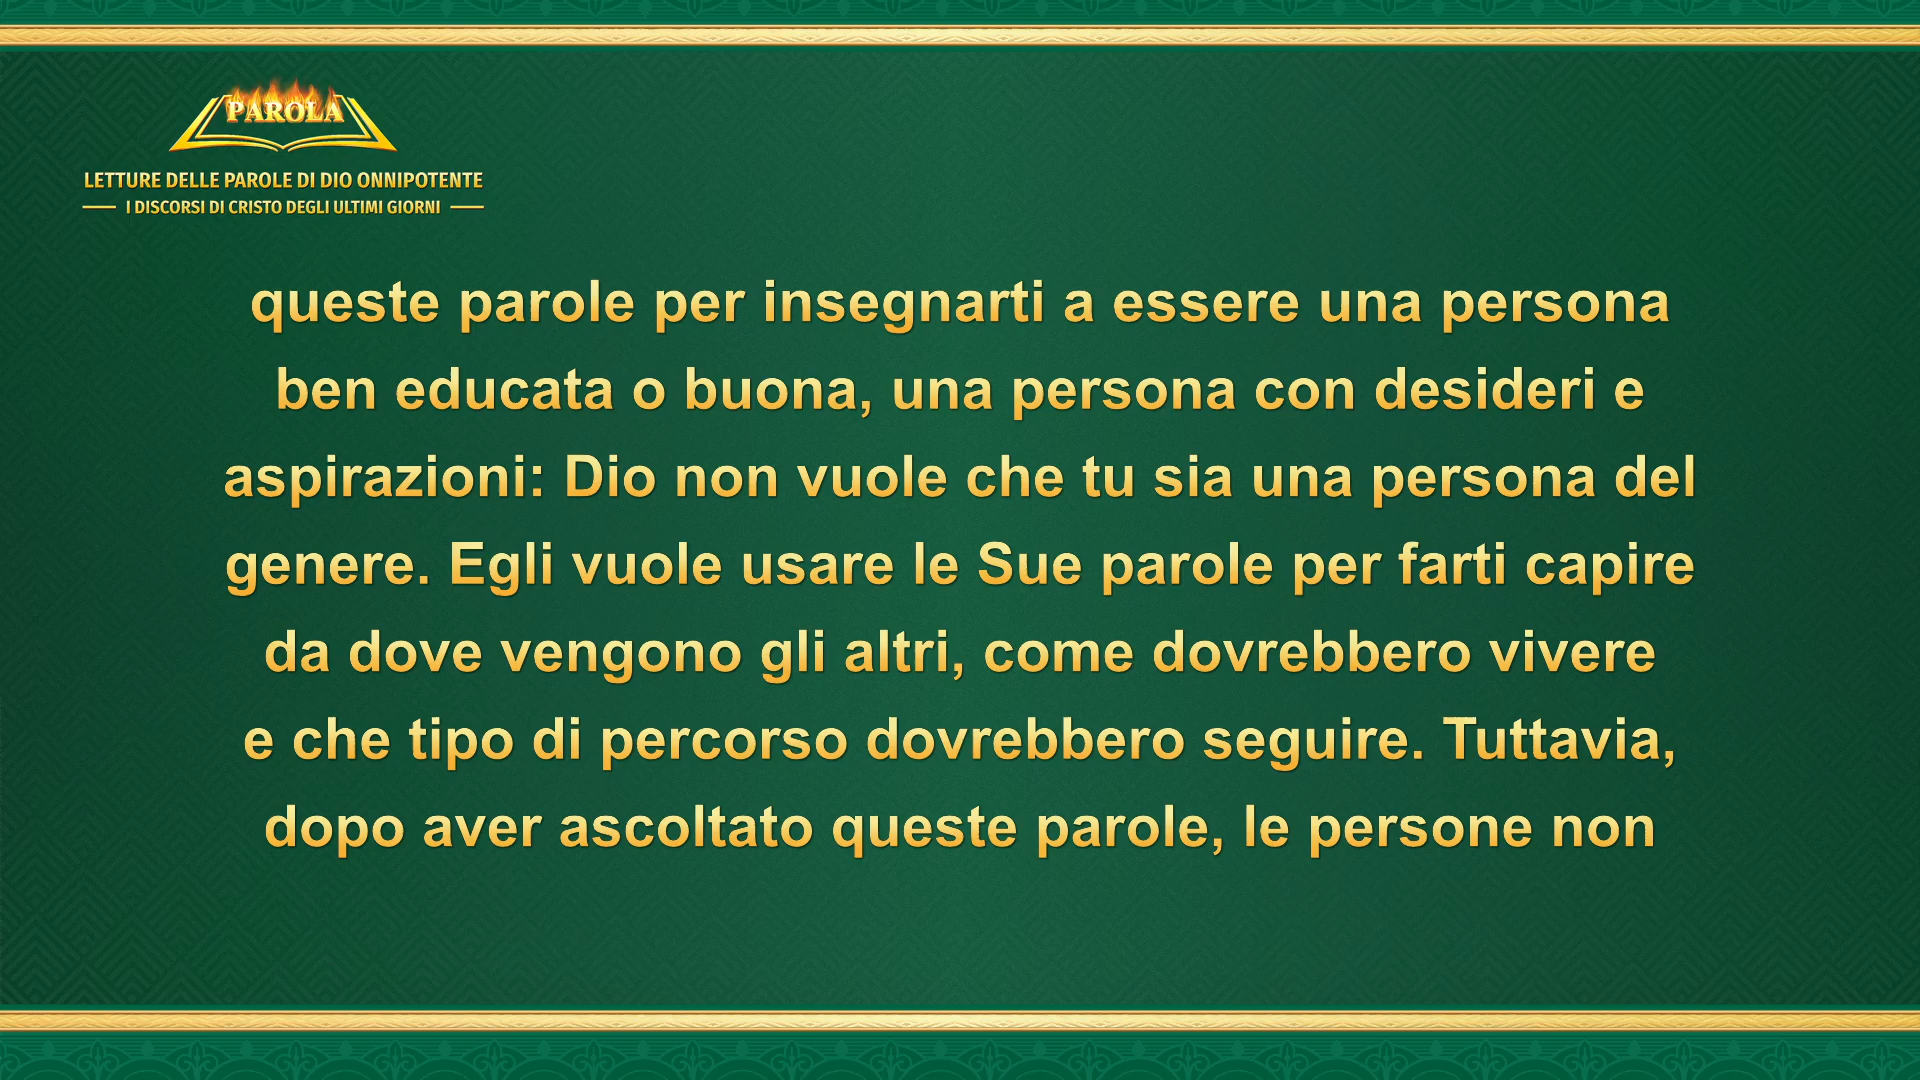 PAROLA
LETTURE DELLE PAROLE DI DIO ONNIPOTENTE
I DISCORSI DI CRISTO DEGLI ULTIMI GIORNI
queste parole per insegnarti a essere una persona
ben educata o buona, una persona con desideri e
aspirazioni: Dio non vuole che tu sia una persona del
genere. Egli vuole usare le Sue parole per farti capire
da dove vengono gli altri, come dovrebbero vivere
e che tipo di percorso dovrebbero seguire. Tuttavia,
dopo aver ascoltato queste parole, le persone non